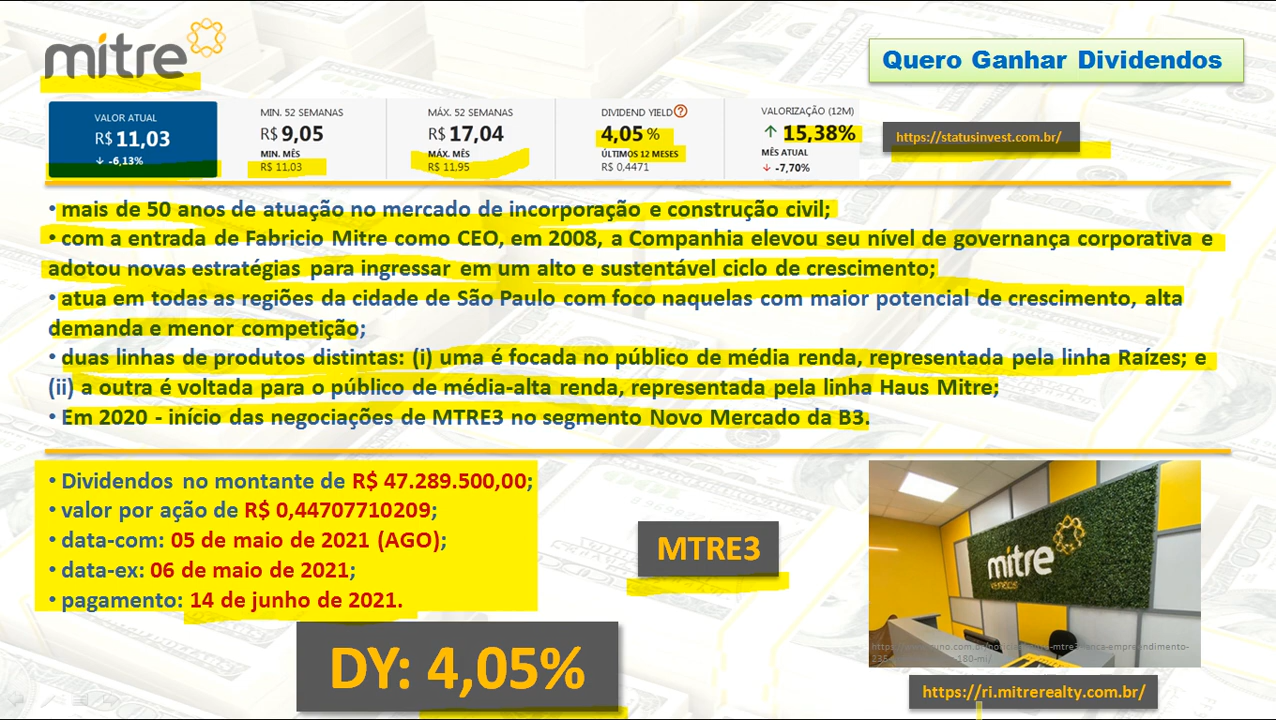 mitre
Quero Ganhar Dividendos
VALOR ATUAL
R$ 11,03
-6,13%
MIN. 52 SEMANAS
R$ 9,05
MIN. MÊS
R$ 11,03
MÁX. 52 SEMANAS
R$ 17,04
MÁX. MÊS
R$ 11,95
DIVIDEND YIELD
4,05 %
ÚLTIMOS 12 MESES
R$ 0,4471
VALORIZAÇÃO (12M)
15,38%
MÊS ATUAL
-7,70%
https://statusinvest.com.br/
• mais de 50 anos de atuação no mercado de incorporação e construção civil;
• com a entrada de Fabricio Mitre como CEO, em 2008, a Companhia elevou seu nível de governança corporativa e
adotou novas estratégias para ingressar em um alto e sustentável ciclo de crescimento;
• atua em todas as regiões da cidade de São Paulo com foco naquelas com maior potencial de crescimento, alta
demanda e menor competição;
• duas linhas de produtos distintas: (i) uma é focada no público de média renda, representada pela linha Raízes; e
(ii) a outra é voltada para o público de média-alta renda, representada pela linha Haus Mitre;
• Em 2020 - início das negociações de MTRE3 no segmento Novo Mercado da B3.
• Dividendos no montante de R$ 47.289.500,00;
• valor por ação de R$ 0,44707710209;
• data-com: 05 de maio de 2021 (AGO);
• data-ex: 06 de maio de 2021;
• pagamento: 14 de junho de 2021.
MTRE3
mitre
DY: 4,05%
https://ri.mitrerealty.com.br/